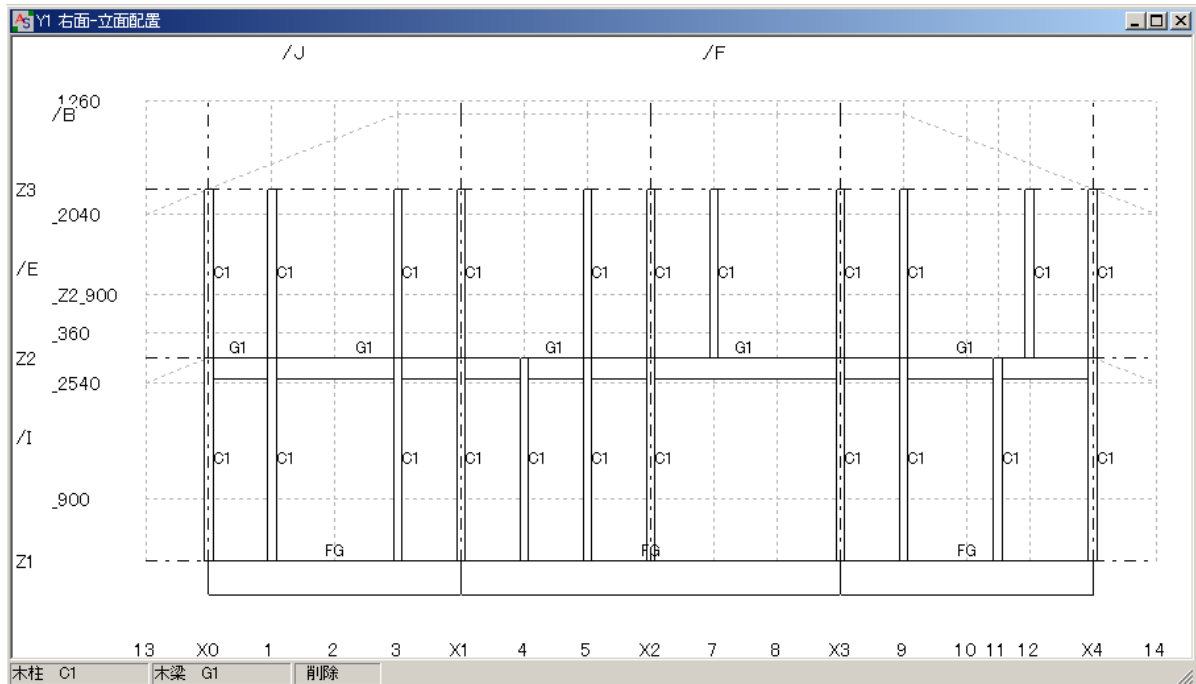 Y1 右面-立面配置
/J /F
1260
/B
Z3
_2040
/E C1 C1 C1 C1 C1 C1 C1 C1 C1 C1 C1
_Z2_900
_360
G1 G1 G1 G1 G1
Z2
_2540
/I
C1 C1 C1 C1 C1 C1 C1 C1 C1 C1 C1
_900
FG FG FG
Z1
13 X0 1 2 3 X1 4 5 X2 7 8 X3 9 10 11 12 X4 14
木柱 C1 木梁 G1 削除